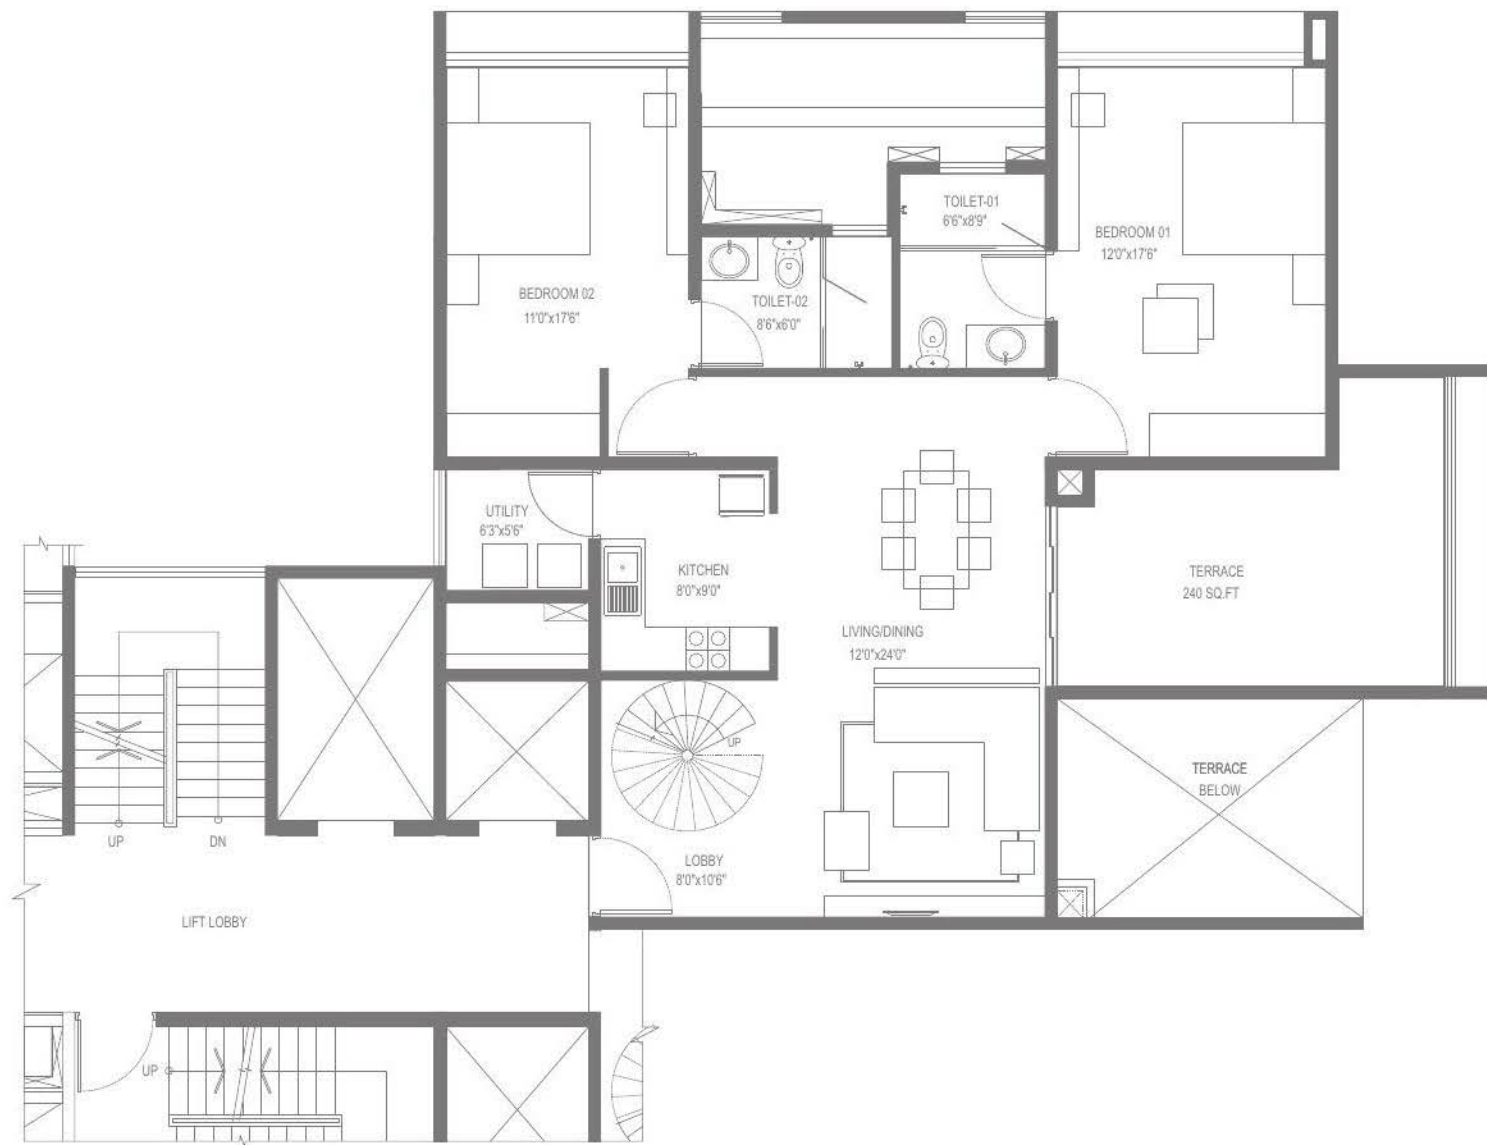 TOILET-01
6'6"x8'9"
BEDROOM 01
12'0"x17'6"
BEDROOM 02
11'0"x17'6"
TOILET-02
8'6"x6'0"
UTILITY
6'3"x5'6"
KITCHEN
8'0"x9'0"
TERRACE
240 SQ.FT
LIVING/DINING
12'0"x24'0"
UP
TERRACE
BELOW
UP
DN
LOBBY
8'0"x10'6"
LIFT LOBBY
UP